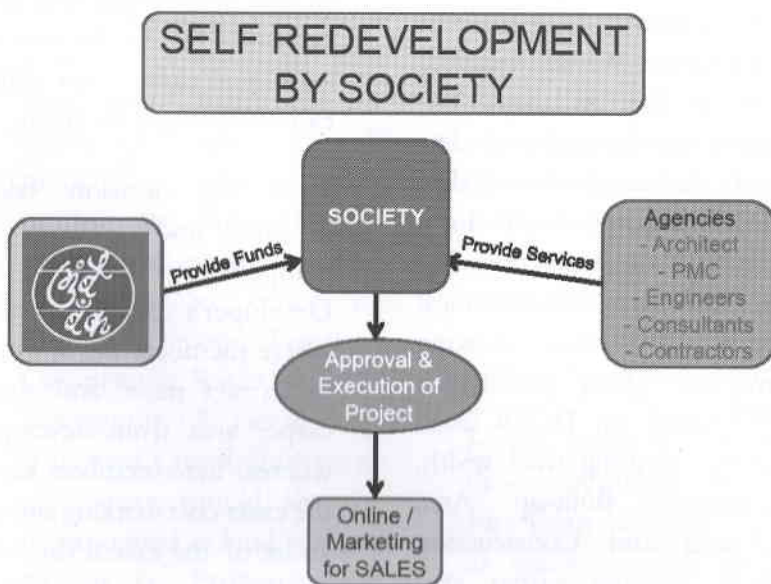 SELF REDEVELOPMENT
BY SOCIETY
SOCIETY
Provide Funds
Provide Services
Agencies
- Architect
- PMC
- Engineers
- Consultants
- Contractors
Approval &
Execution of
Project
Online /
Marketing
for SALES